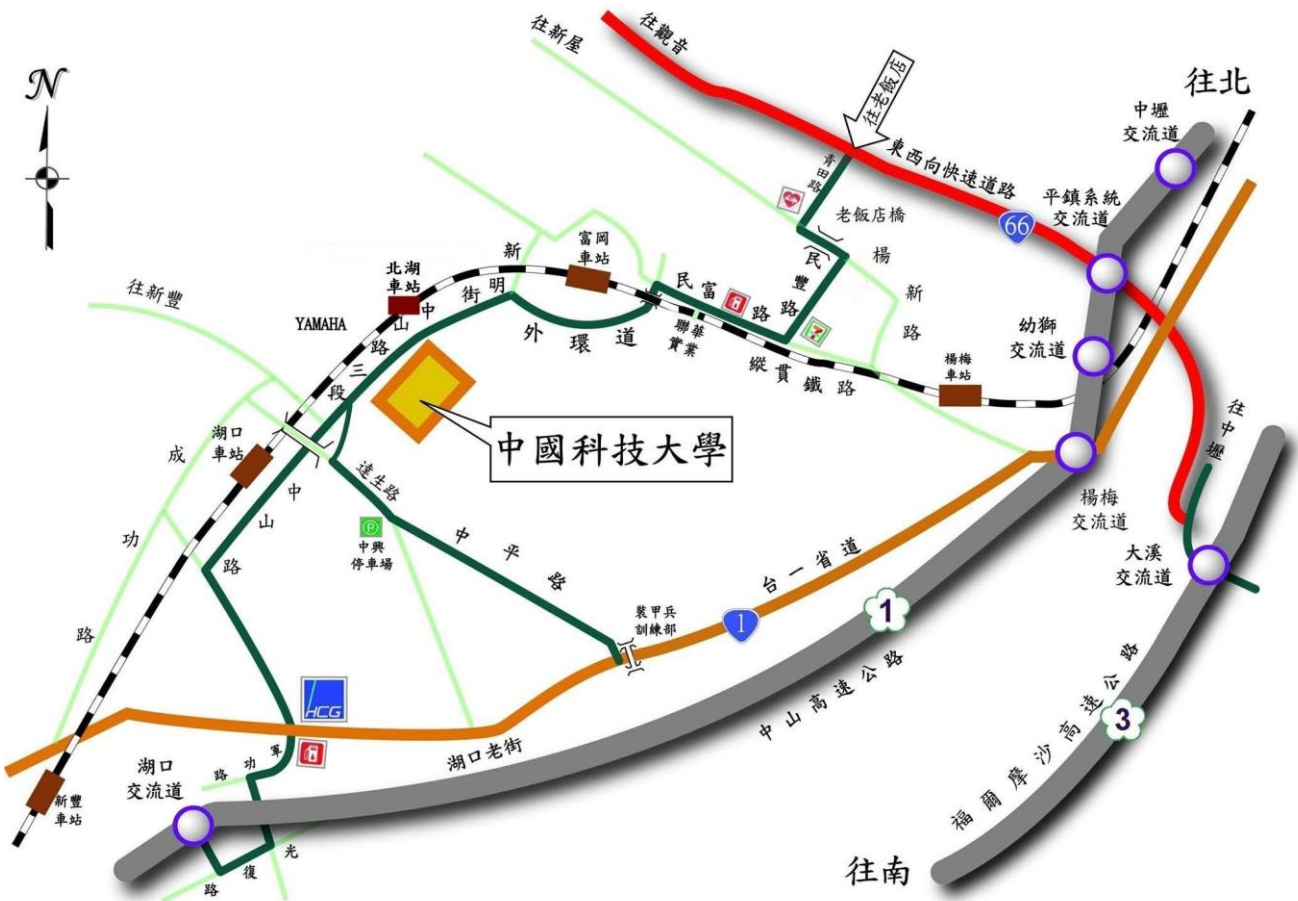 N
往新屋
往觀音
往老飯店
往北
中壢
交流道
東西向快速道路
平鎮系統
交流道
66
青田路
老飯店橋
楊新路
民豐路
富岡
車站
北湖
車站
新明街
往新豐
YAMAHA
中山路三段
外環道
民富路
聯華
實業
縱貫鐵路
幼獅
交流道
楊梅
車站
往中壢
中國科技大學
湖口
車站
成功路
中山路
達生路
P
中興
停車場
中平路
楊梅
交流道
大溪
交流道
台一省道
裝甲兵
訓練部
1
1
中山高速公路
3
福爾摩沙高速公路
HCG
湖口老街
軍功路
湖口
交流道
新豐
車站
光復路
往南